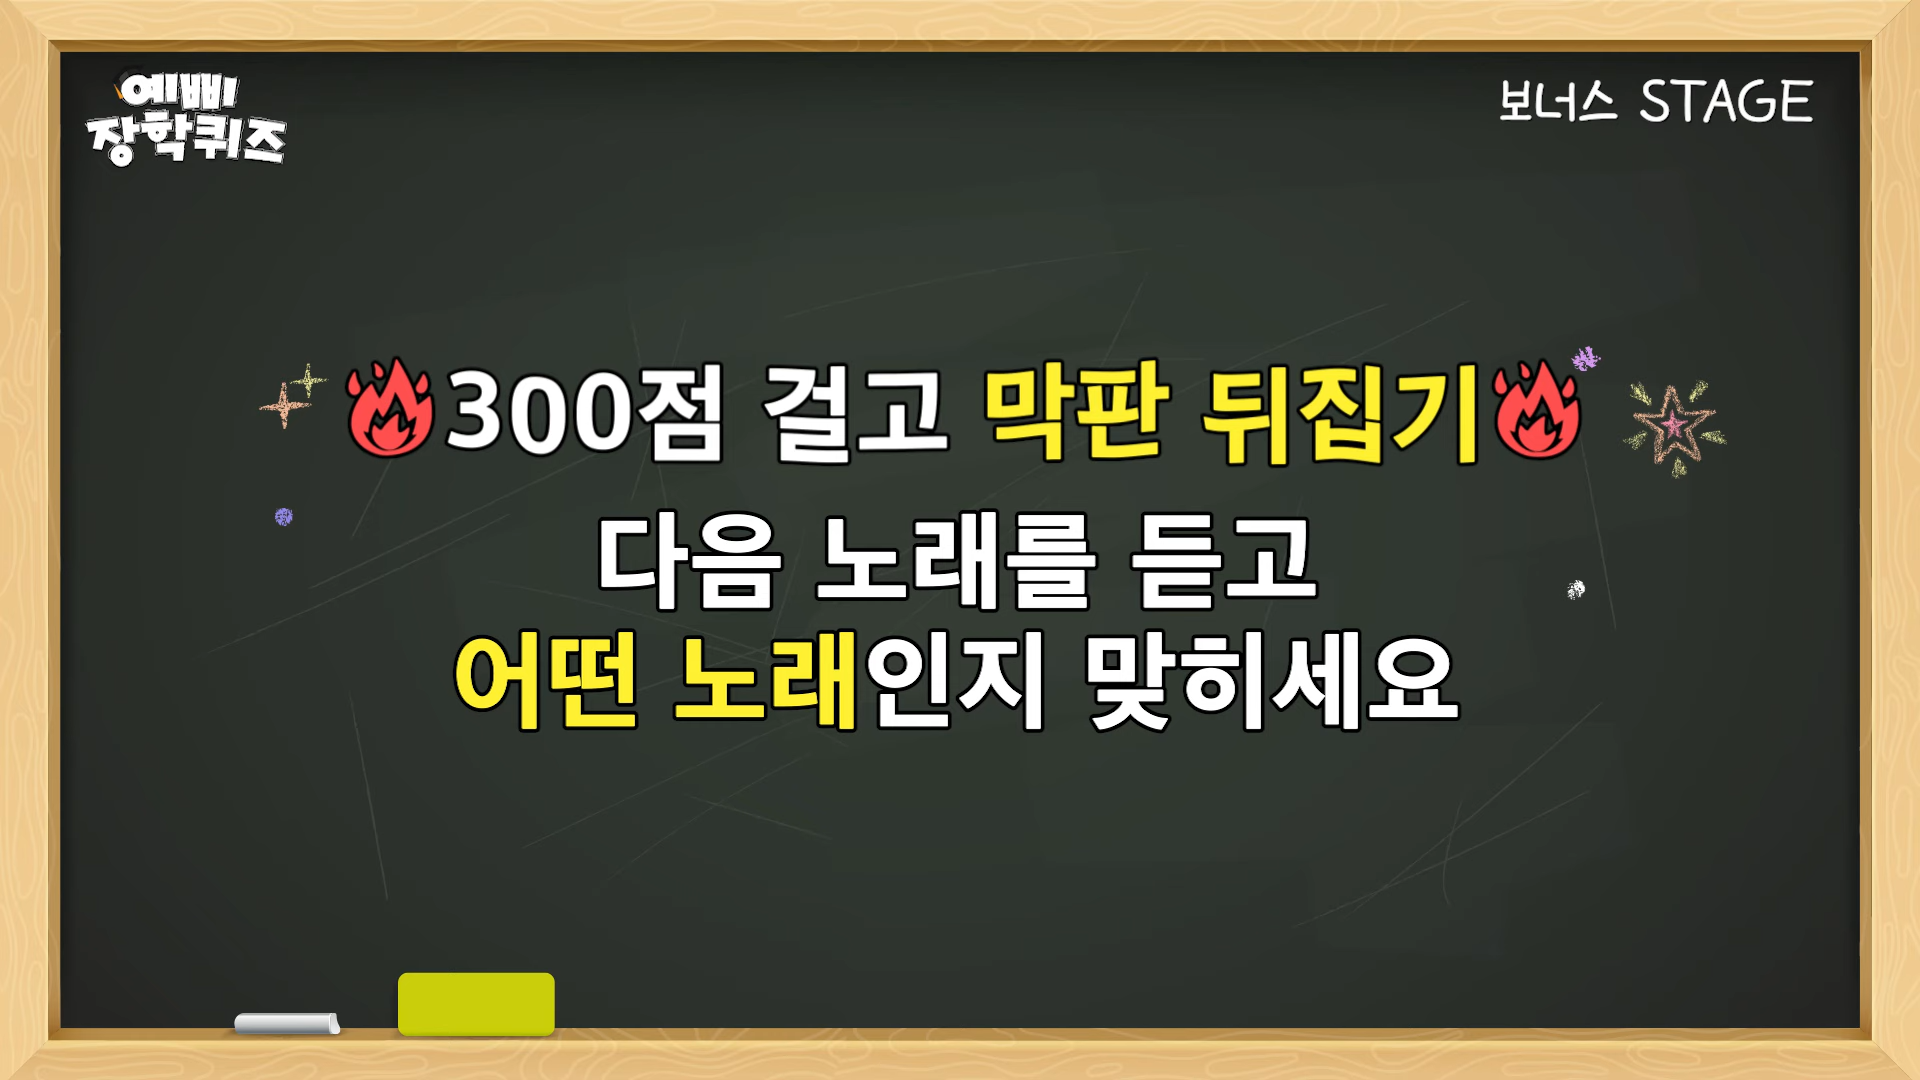 예삐
장학퀴즈
보너스 STAGE
🔥300점 걸고 막판 뒤집기🔥
다음 노래를 듣고
어떤 노래인지 맞히세요